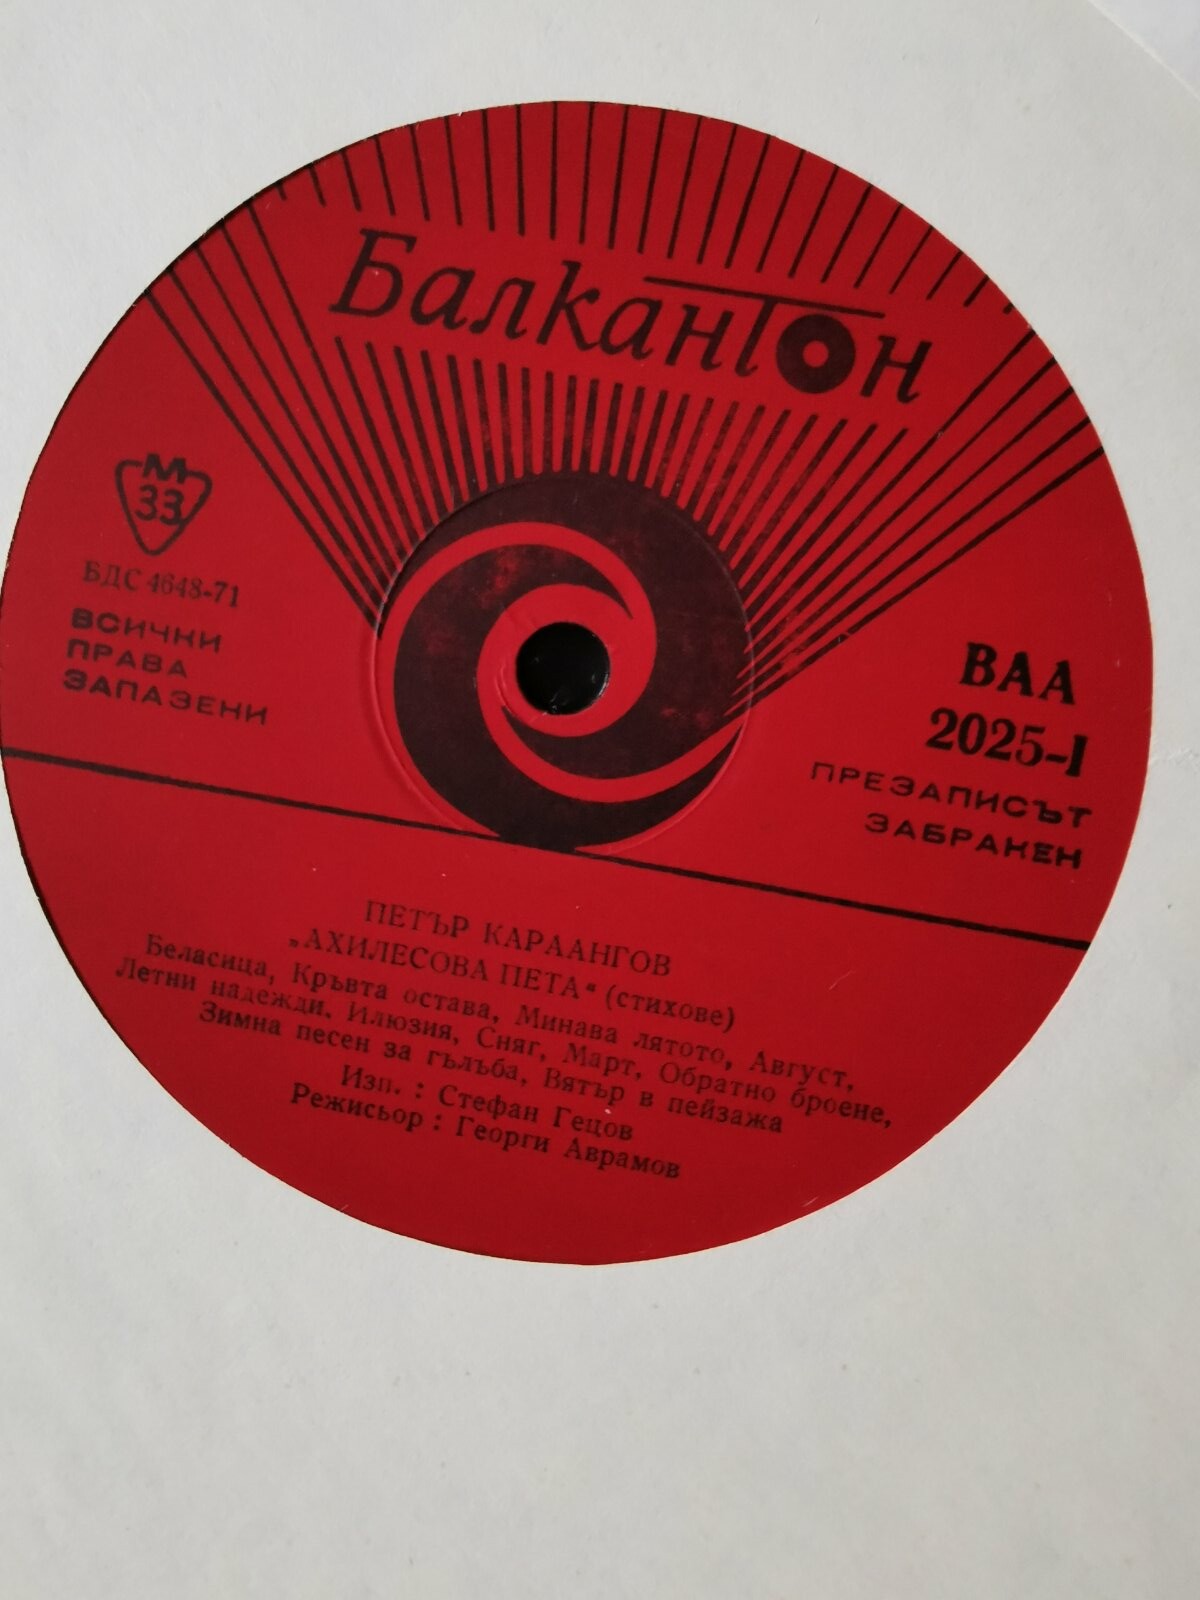 Балкантон
М
33
БДС 4648-71
ВСИЧКИ
ПРАВА
ЗАПАЗЕНИ
ВАА
2025-I
ПРЕЗАПИСЪТ
ЗАБРАНЕН
ПЕТЪР КАРААНГОВ
„АХИЛЕСОВА ПЕТА“ (стихове)
Беласица, Кръвта остава, Минава лятото, Август,
Летни надежди. Илюзия, Сняг, Март, Обратно броене,
Зимна песен за гълъба, Вятър в пейзажа
Изп. : Стефан Гецов
Режисьор : Георги Аврамов